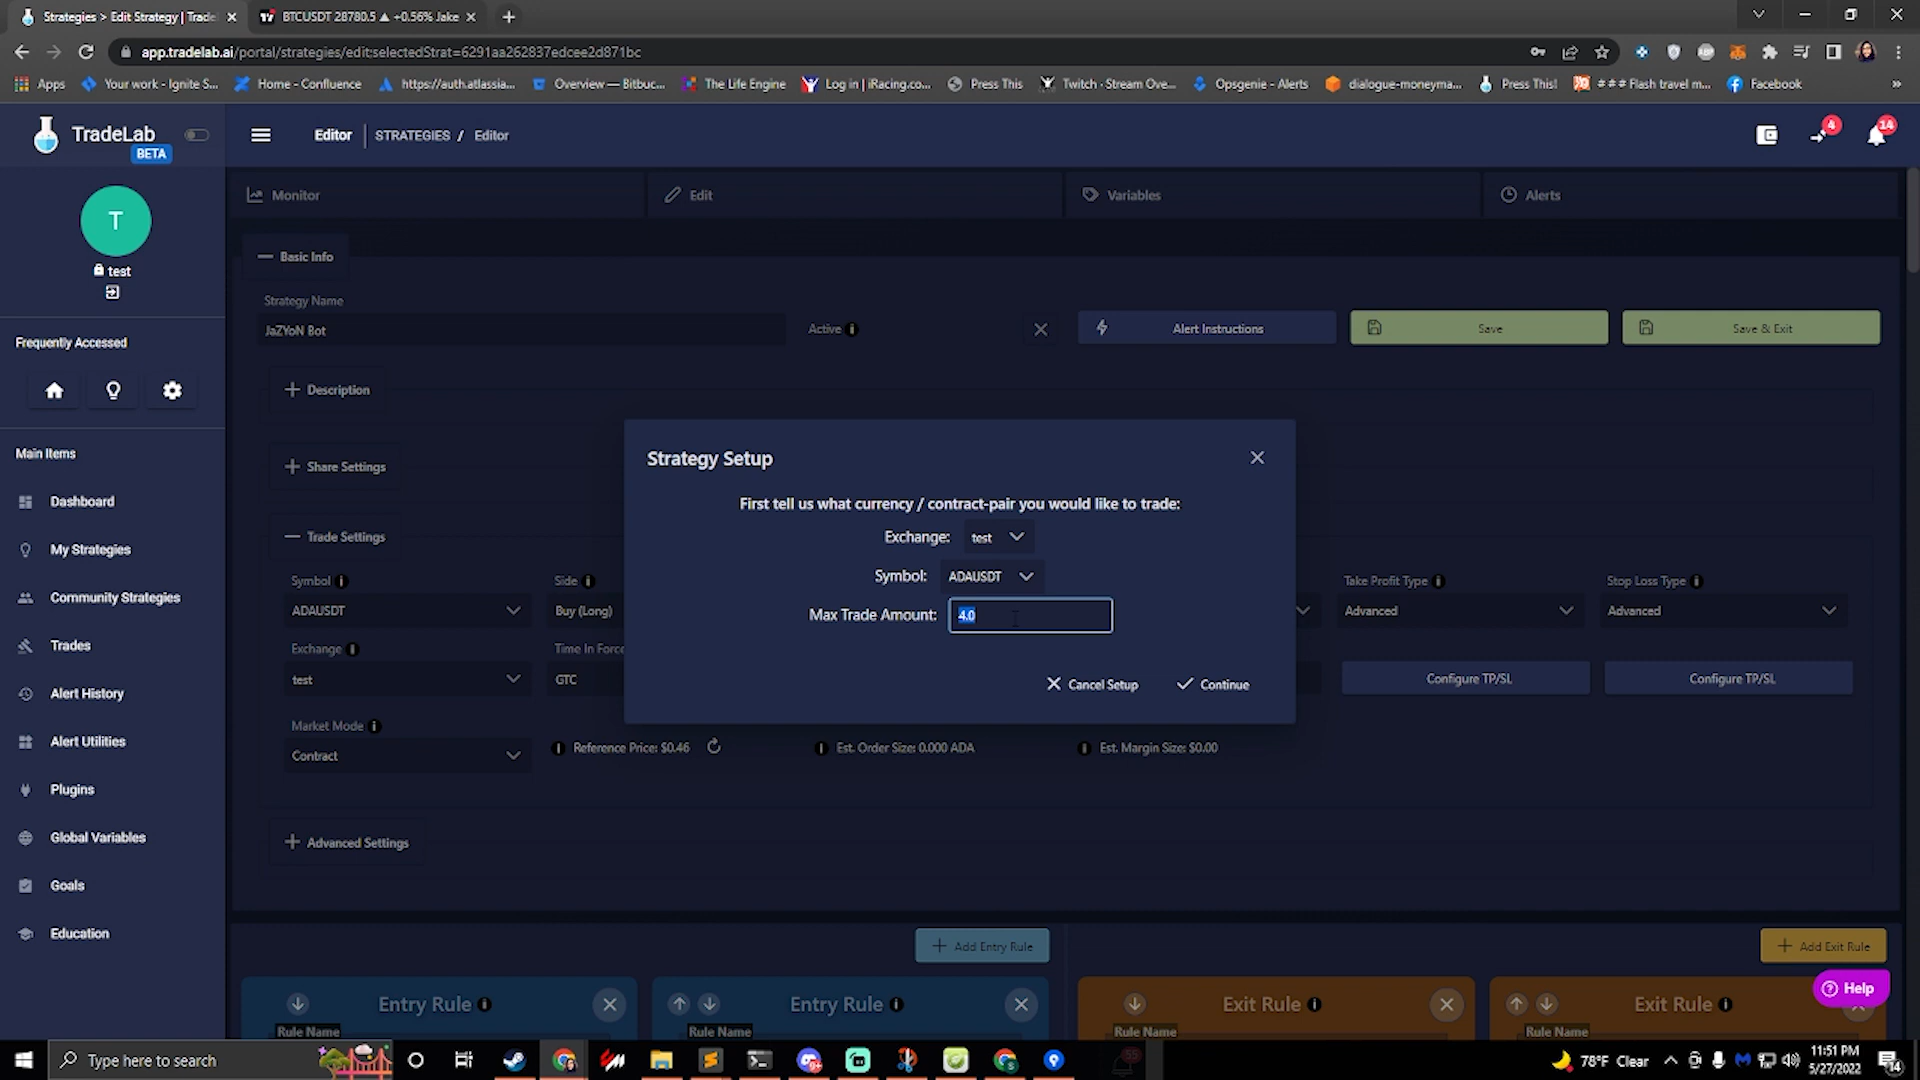 Strategies > Edit Strategy | Trade
BTCUSDT 28780.5 ▲ +0.56% Jake
app.tradelab.ai/portal/strategies/edit;selectedStrat=6291aa262837edcee2d871bc
Apps
Your work - Ignite S...
Home - Confluence
https://auth.atlassia...
Overview — Bitbuc...
The Life Engine
Log in | iRacing.co...
Press This
Twitch - Stream Ove...
Opsgenie - Alerts
dialogue-moneyma...
Press This!
###Flash travel m...
Facebook
»
TradeLab
BETA
Editor
STRATEGIES / Editor
4
14
T
test
Frequently Accessed
Main Items
Dashboard
My Strategies
Community Strategies
Trades
Alert History
Alert Utilities
Plugins
Global Variables
Goals
Education
Monitor
Edit
Variables
Alerts
Basic Info
Strategy Name
JaZYoN Bot
Active
Alert Instructions
Save
Save & Exit
Description
Share Settings
Trade Settings
Symbol
ADAUSDT
Side
Buy (Long)
Take Profit Type
Advanced
Stop Loss Type
Advanced
Exchange
test
Time In Force
GTC
Configure TP/SL
Configure TP/SL
Market Mode
Contract
Reference Price: $0.46
Est. Order Size: 0.000 ADA
Est. Margin Size: $0.00
Advanced Settings
Strategy Setup
First tell us what currency / contract-pair you would like to trade:
Exchange: test
Symbol: ADAUSDT
Max Trade Amount: 4.0
Cancel Setup
Continue
Add Entry Rule
Add Exit Rule
Entry Rule
Rule Name
Entry Rule
Rule Name
Exit Rule
Rule Name
Exit Rule
Rule Name
Help
Type here to search
78°F Clear
11:51 PM
5/27/2022
14